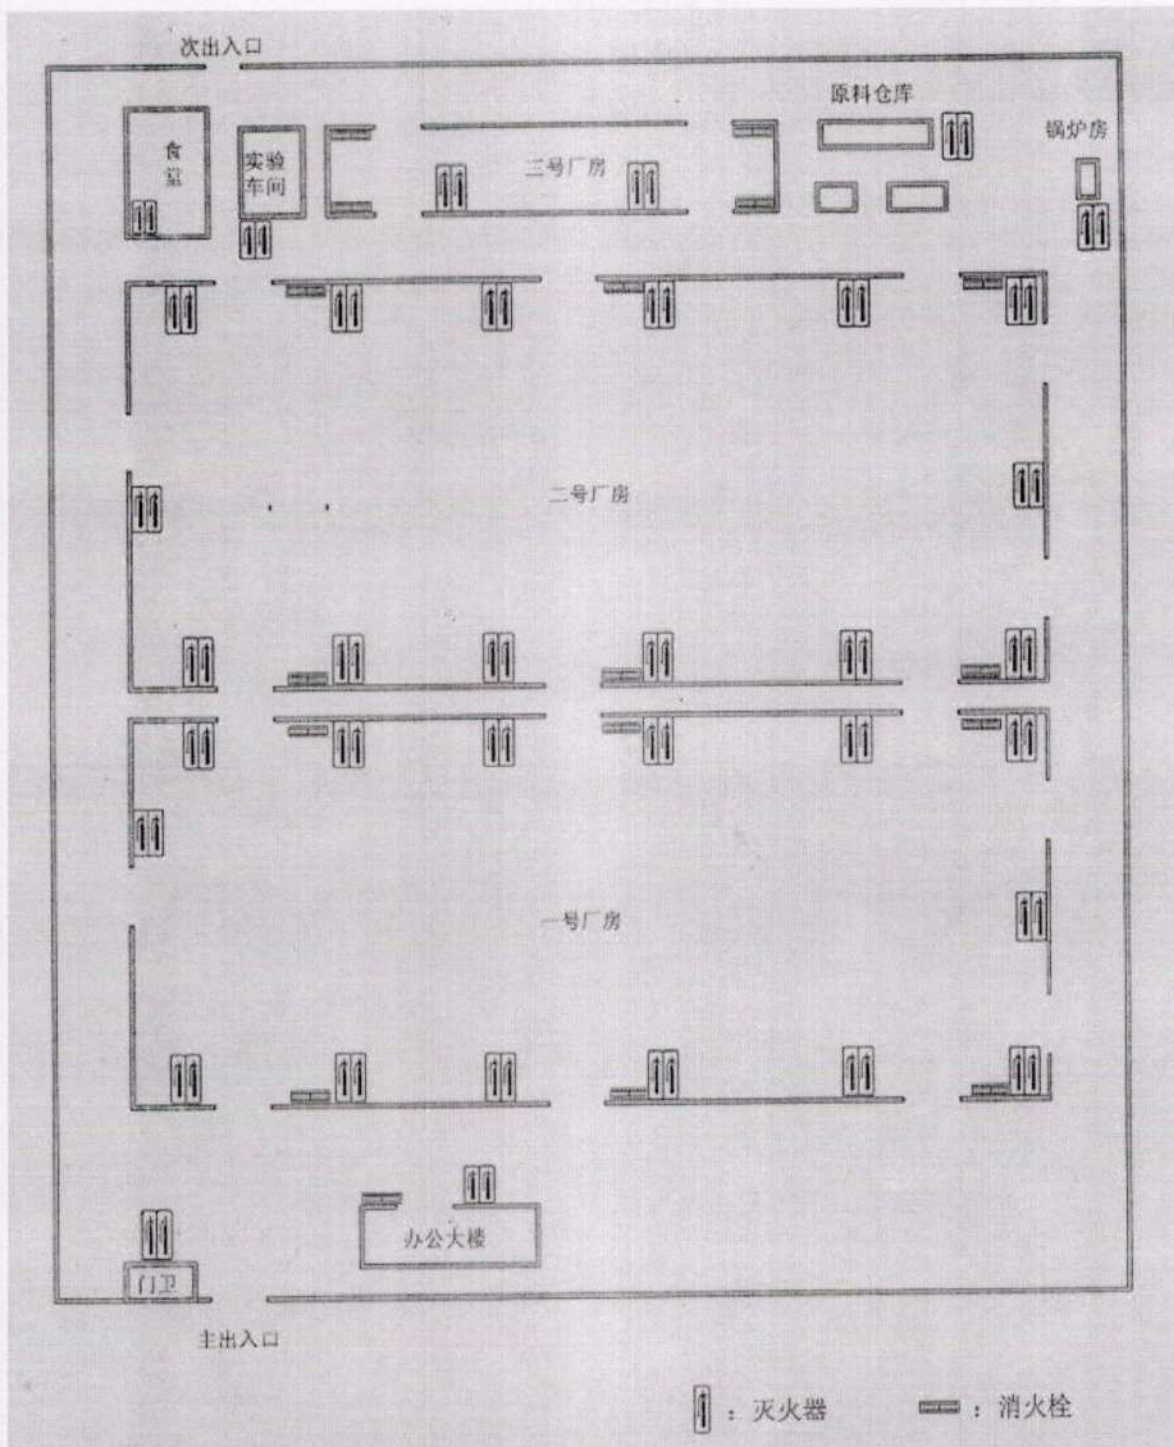 次出入口
原料仓库
锅炉房
食
堂
实验
车间
三号厂房
二号厂房
一号厂房
办公大楼
门卫
主出入口
：灭火器
：消火栓